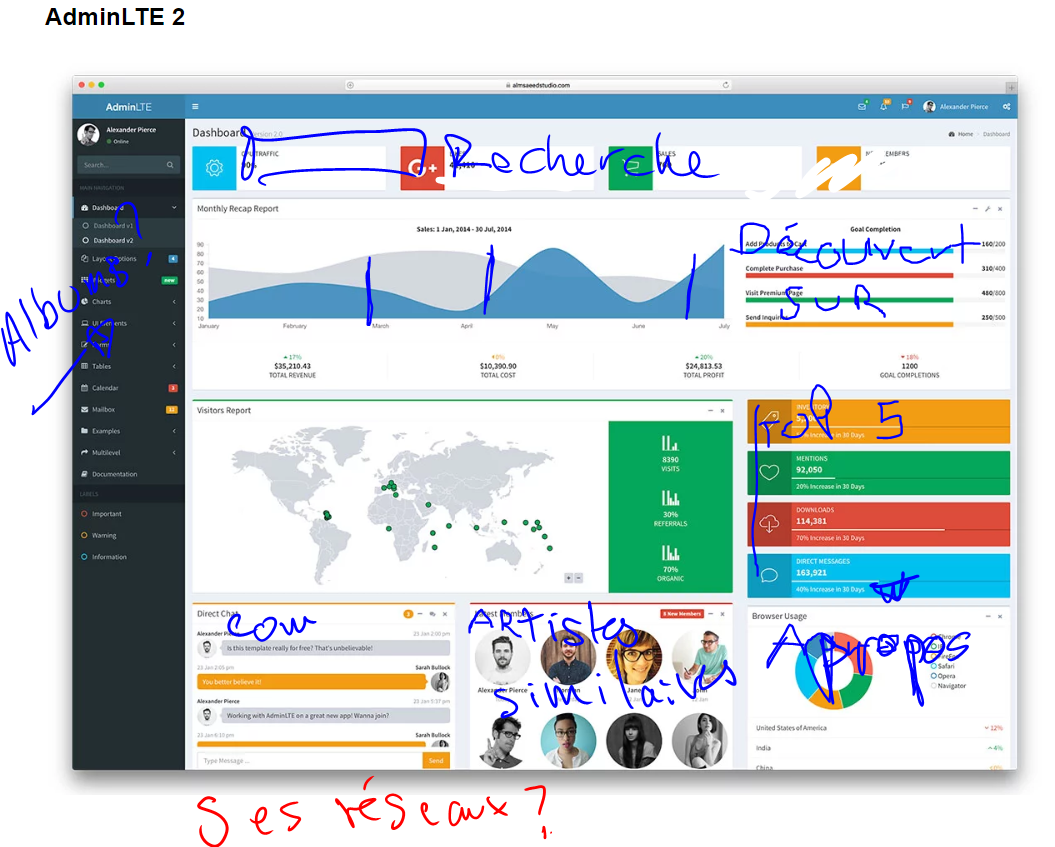 AdminLTE 2
almsaeedstudio.com
AdminLTE
Alexander Pierce
Alexander Pierce
Online
Dashboard Version 2.0
Home Dashboard
Search...
CPU TRAFFIC
90%
Recherche
SALES
MAIN NAVIGATION
Dashboard
Dashboard v1
Dashboard v2
Layout Options 4
new
Charts
UI Elements
Tables
Calendar 3
Mailbox 12
Examples
Multilevel
Documentation
LABELS
Important
Warning
Information
Albums ?
Monthly Recap Report
Sales: 1 Jan, 2014 - 30 Jul, 2014
90
80
70
60
50
40
30
20
10
January February March April May June July
Goal Completion
Add Products to Cart 160/200
Complete Purchase 310/400
Visit Premium Page 480/800
Send Inquiries 250/500
Découvert
SUR
17%
$35,210.43
TOTAL REVENUE
0%
$10,390.90
TOTAL COST
20%
$24,813.53
TOTAL PROFIT
18%
1200
GOAL COMPLETIONS
Visitors Report
8390
VISITS
30%
REFERRALS
70%
ORGANIC
INVENTORY
TOP 5
Increase in 30 Days
MENTIONS
92,050
20% Increase in 30 Days
DOWNLOADS
114,381
70% Increase in 30 Days
DIRECT MESSAGES
163,921
40% Increase in 30 Days
Direct Chat
3
com
Alexander Pierce 23 Jan 2:00 pm
Is this template really for free? That's unbelievable!
23 Jan 2:05 pm Sarah Bullock
You better believe it!
Alexander Pierce 23 Jan 5:37 pm
Working with AdminLTE on a great new app! Wanna join?
23 Jan 6:10 pm Sarah Bullock
Type Message ... Send
Latest Members 8 New Members
ARtistes
Alexander Pierce
Norman
Jane
John
similaires
Browser Usage
Apropos
Chrome
Safari
Opera
Navigator
United States of America 12%
India 4%
China
Ses réseaux ?